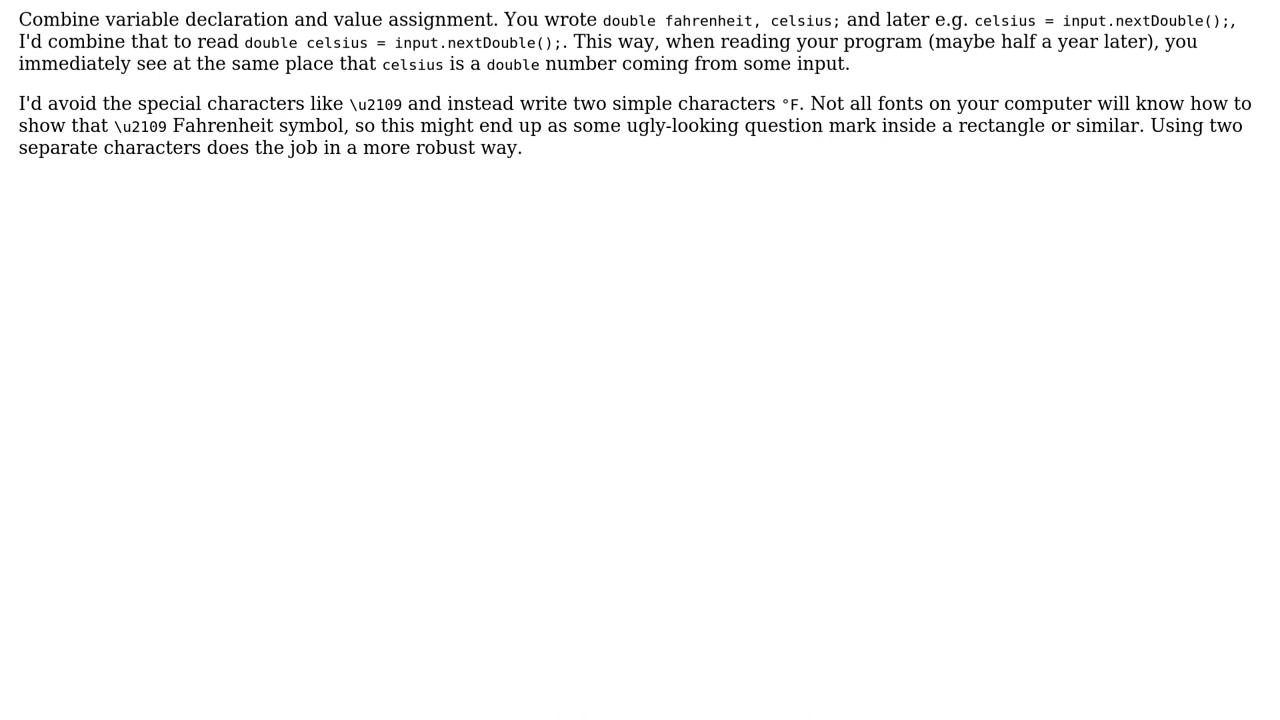 Combine variable declaration and value assignment. You wrote double fahrenheit, celsius; and later e.g. celsius = input.nextDouble();,
I'd combine that to read double celsius = input.nextDouble();. This way, when reading your program (maybe half a year later), you
immediately see at the same place that celsius is a double number coming from some input.
I'd avoid the special characters like \u2109 and instead write two simple characters °F. Not all fonts on your computer will know how to
show that \u2109 Fahrenheit symbol, so this might end up as some ugly-looking question mark inside a rectangle or similar. Using two
separate characters does the job in a more robust way.